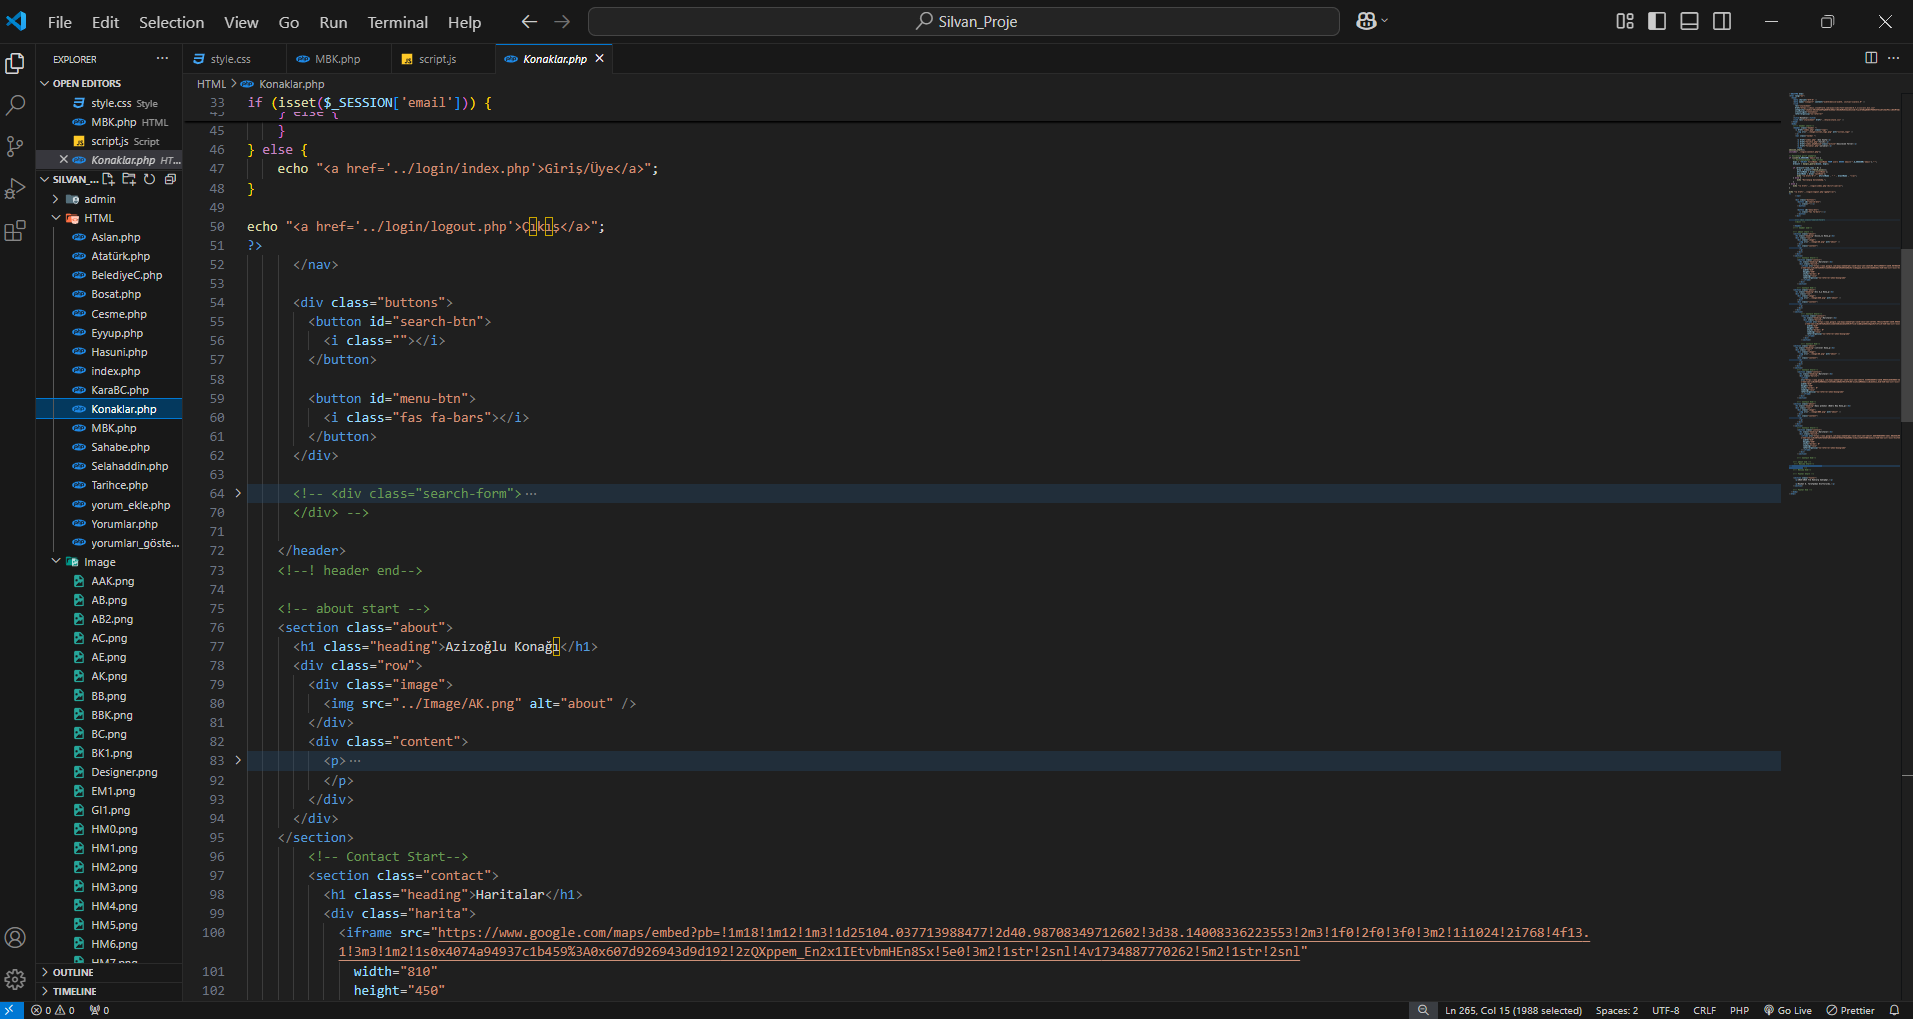 File Edit Selection View Go Run Terminal Help
Silvan_Proje
EXPLORER
OPEN EDITORS
style.css Style
MBK.php HTML
script.js Script
Konaklar.php HT...
SILVAN_...
admin
HTML
Aslan.php
Atatürk.php
BelediyeC.php
Bosat.php
Cesme.php
Eyyup.php
Hasuni.php
index.php
KaraBC.php
Konaklar.php
MBK.php
Sahabe.php
Selahaddin.php
Tarihce.php
yorum_ekle.php
Yorumlar.php
yorumları_göste...
Image
AAK.png
AB.png
AB2.png
AC.png
AE.png
AK.png
BB.png
BBK.png
BC.png
BK1.png
Designer.png
EM1.png
GI1.png
HM0.png
HM1.png
HM2.png
HM3.png
HM4.png
HM5.png
HM6.png
HM7.png
OUTLINE
TIMELINE
style.css MBK.php script.js Konaklar.php
HTML > Konaklar.php
33 if (isset($_SESSION['email'])) {
43 } else {
45 }
46 } else {
47 echo "<a href='../login/index.php'>Giriş/Üye</a>";
48 }
49
50 echo "<a href='../login/logout.php'>Çıkış</a>";
51 ?>
52 </nav>
53
54 <div class="buttons">
55 <button id="search-btn">
56 <i class=""></i>
57 </button>
58
59 <button id="menu-btn">
60 <i class="fas fa-bars"></i>
61 </button>
62 </div>
63
64 <!-- <div class="search-form">···
70 </div> -->
71
72 </header>
73 <!--! header end-->
74
75 <!-- about start -->
76 <section class="about">
77 <h1 class="heading">Azizoğlu Konağı</h1>
78 <div class="row">
79 <div class="image">
80 <img src="../Image/AK.png" alt="about" />
81 </div>
82 <div class="content">
83 <p>···
92 </p>
93 </div>
94 </div>
95 </section>
96 <!-- Contact Start-->
97 <section class="contact">
98 <h1 class="heading">Haritalar</h1>
99 <div class="harita">
100 <iframe src="https://www.google.com/maps/embed?pb=!1m18!1m12!1m3!1d25104.037713988477!2d40.98708349712602!3d38.14008336223553!2m3!1f0!2f0!3f0!3m2!1i1024!2i768!4f13.
1!3m3!1m2!1s0x4074a94937c1b459%3A0x607d926943d9d192!2zQXppem_En2x1IEtvbmHEn8Sx!5e0!3m2!1str!2snl!4v1734887770262!5m2!1str!2snl"
101 width="810"
102 height="450"
0 0 0 Ln 265, Col 15 (1988 selected) Spaces: 2 UTF-8 CRLF PHP Go Live Prettier